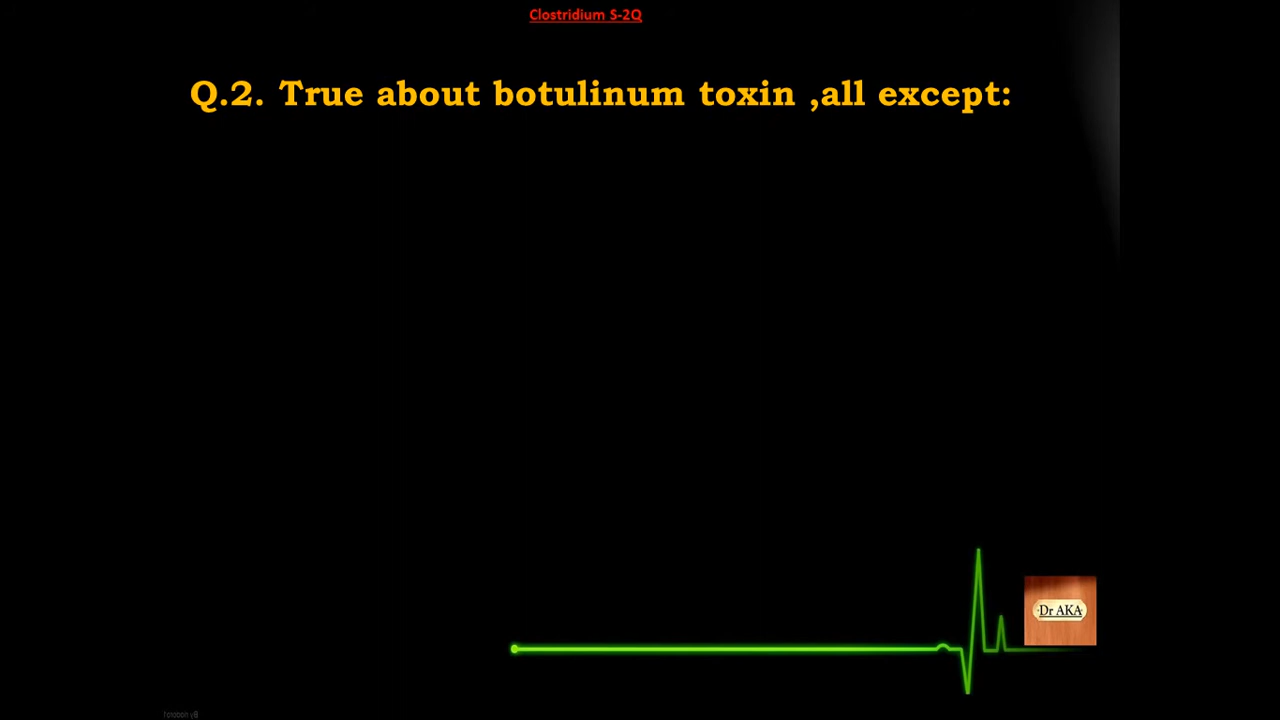 Clostridium S-2Q
Q.2. True about botulinum toxin ,all except:
Dr AKA